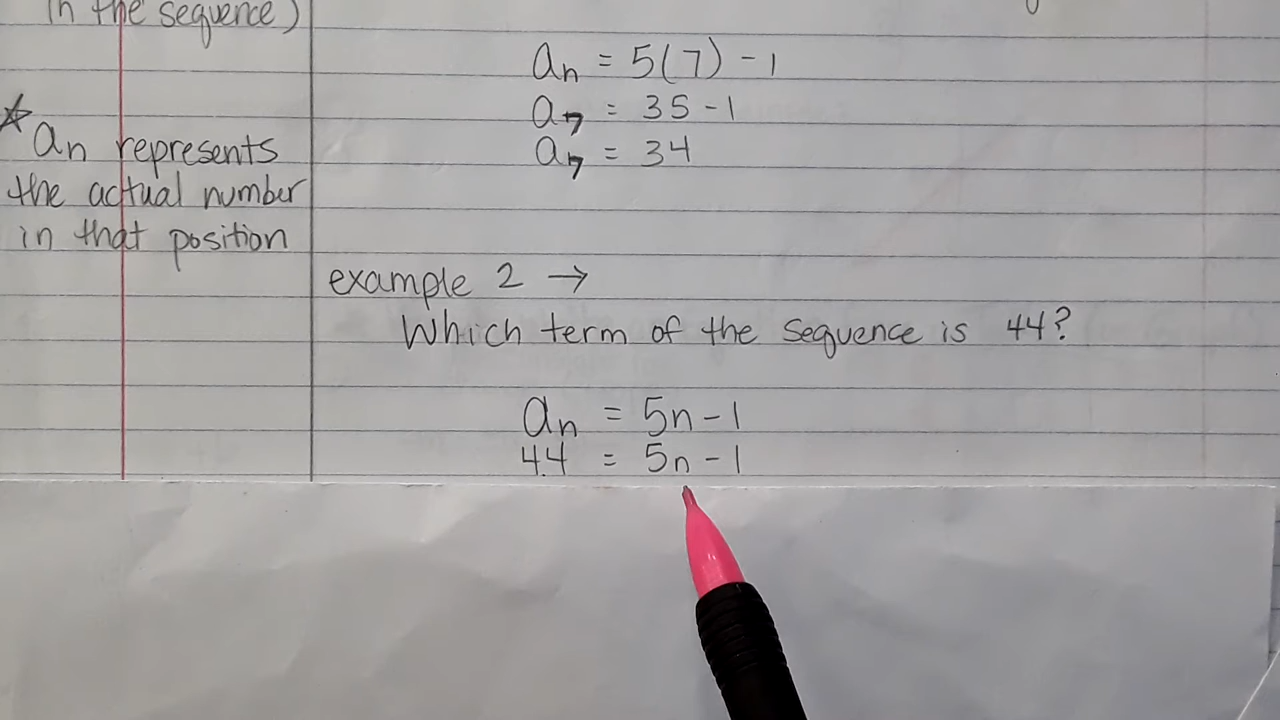 in the sequence)
an = 5(7) - 1
a7 = 35 - 1
a7 = 34
☆ an represents
the actual number
in that position
example 2 →
Which term of the sequence is 44?
an = 5n - 1
44 = 5n - 1